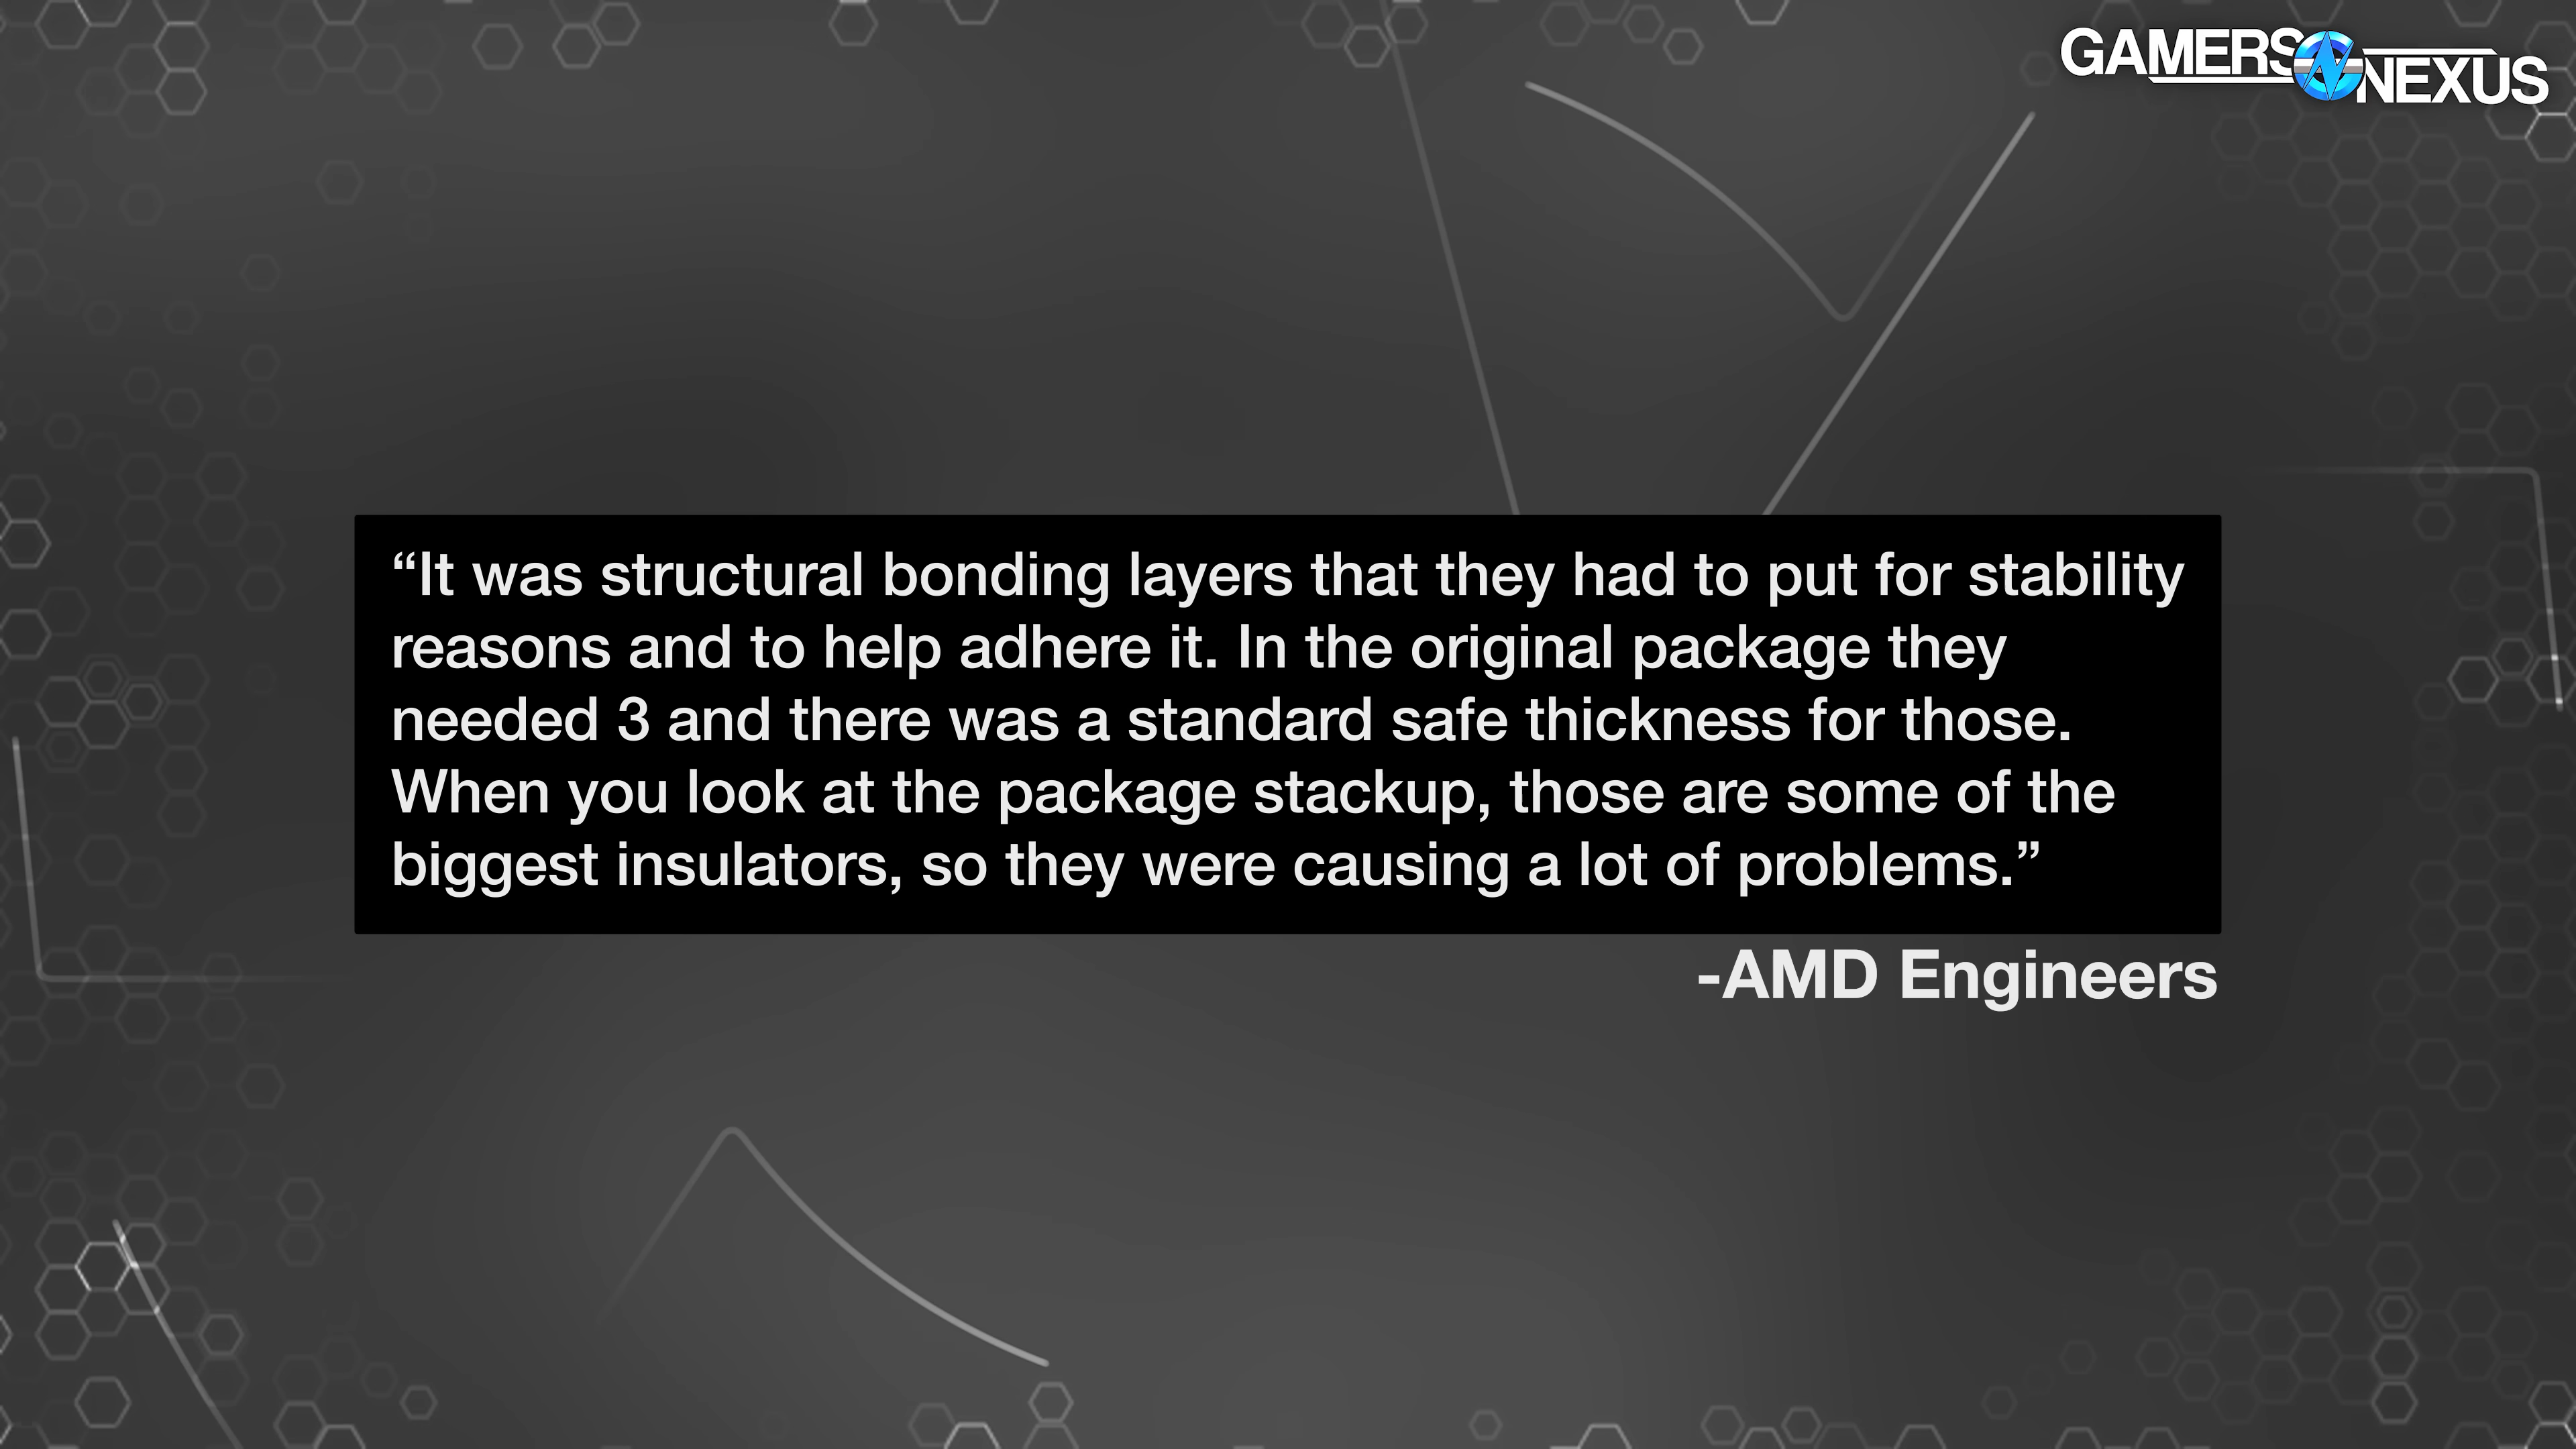 GAMERS NEXUS
“It was structural bonding layers that they had to put for stability
reasons and to help adhere it. In the original package they
needed 3 and there was a standard safe thickness for those.
When you look at the package stackup, those are some of the
biggest insulators, so they were causing a lot of problems.”
-AMD Engineers